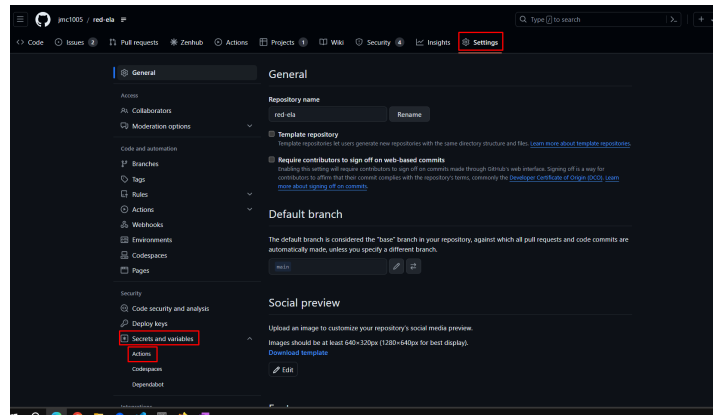 jmc1005 / red-ela
Type / to search
Code
Issues 2
Pull requests
Zenhub
Actions
Projects 1
Wiki
Security 4
Insights
Settings
General
Access
Collaborators
Moderation options
Code and automation
Branches
Tags
Rules
Actions
Webhooks
Environments
Codespaces
Pages
Security
Code security and analysis
Deploy keys
Secrets and variables
Actions
Codespaces
Dependabot
General
Repository name
red-ela
Rename
Template repository
Template repositories let users generate new repositories with the same directory structure and files. Learn more about template repositories.
Require contributors to sign off on web-based commits
Enabling this setting will require contributors to sign off on commits made through GitHub's web interface. Signing off is a way for
contributors to affirm that their commit complies with the repository's terms, commonly the Developer Certificate of Origin (DCO). Learn
more about signing off on commits.
Default branch
The default branch is considered the "base" branch in your repository, against which all pull requests and code commits are
automatically made, unless you specify a different branch.
main
Social preview
Upload an image to customize your repository's social media preview.
Images should be at least 640×320px (1280×640px for best display).
Download template
Edit